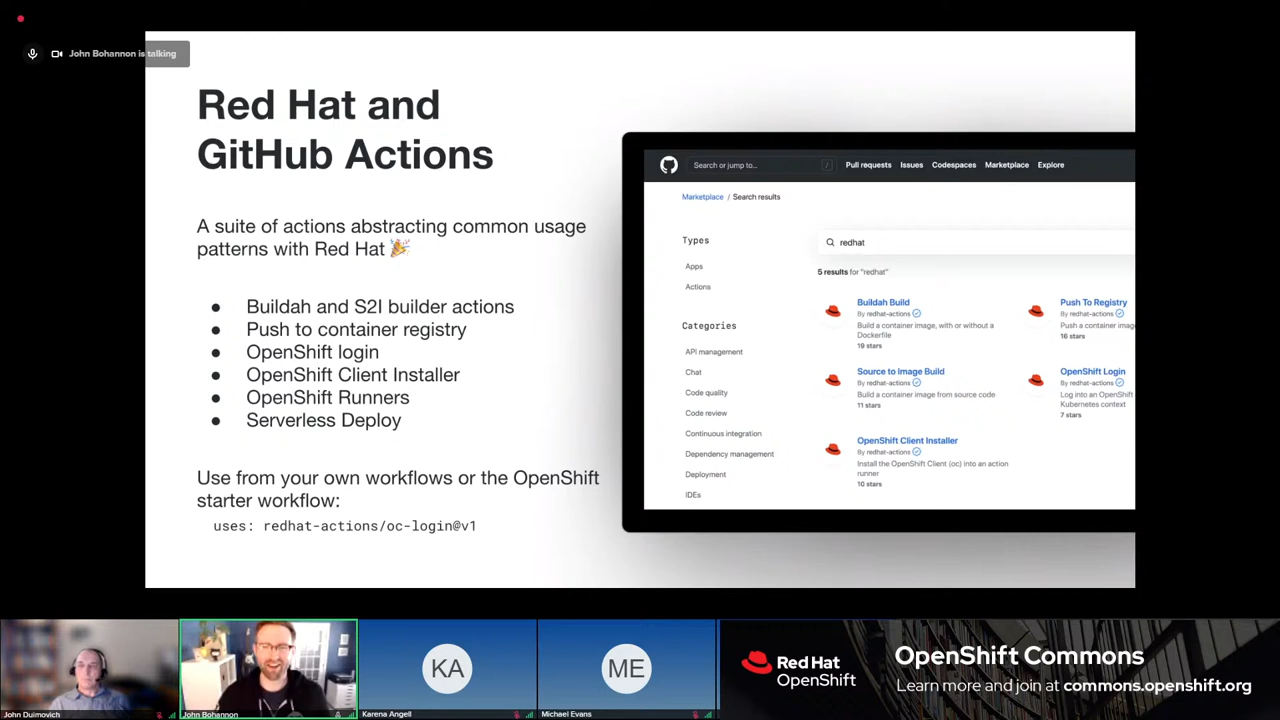 John Bohannon is talking
Red Hat and
GitHub Actions
A suite of actions abstracting common usage
patterns with Red Hat 🎉
● Buildah and S2I builder actions
● Push to container registry
● OpenShift login
● OpenShift Client Installer
● OpenShift Runners
● Serverless Deploy
Use from your own workflows or the OpenShift
starter workflow:
uses: redhat-actions/oc-login@v1
Search or jump to... / Pull requests Issues Codespaces Marketplace Explore
Marketplace / Search results
Types
Apps
Actions
Categories
API management
Chat
Code quality
Code review
Continuous integration
Dependency management
Deployment
IDEs
redhat
5 results for "redhat"
Buildah Build
By redhat-actions
Build a container image, with or without a
Dockerfile
19 stars
Push To Registry
By redhat-actions
Push a container imag
16 stars
Source to Image Build
By redhat-actions
Build a container image from source code
11 stars
OpenShift Login
By redhat-actions
Log into an OpenShift
Kubernetes context
7 stars
OpenShift Client Installer
By redhat-actions
Install the OpenShift Client (oc) into an action
runner
10 stars
John Duimovich
John Bohannon
KA
Karena Angell
ME
Michael Evans
Red Hat
OpenShift
OpenShift Commons
Learn more and join at commons.openshift.org